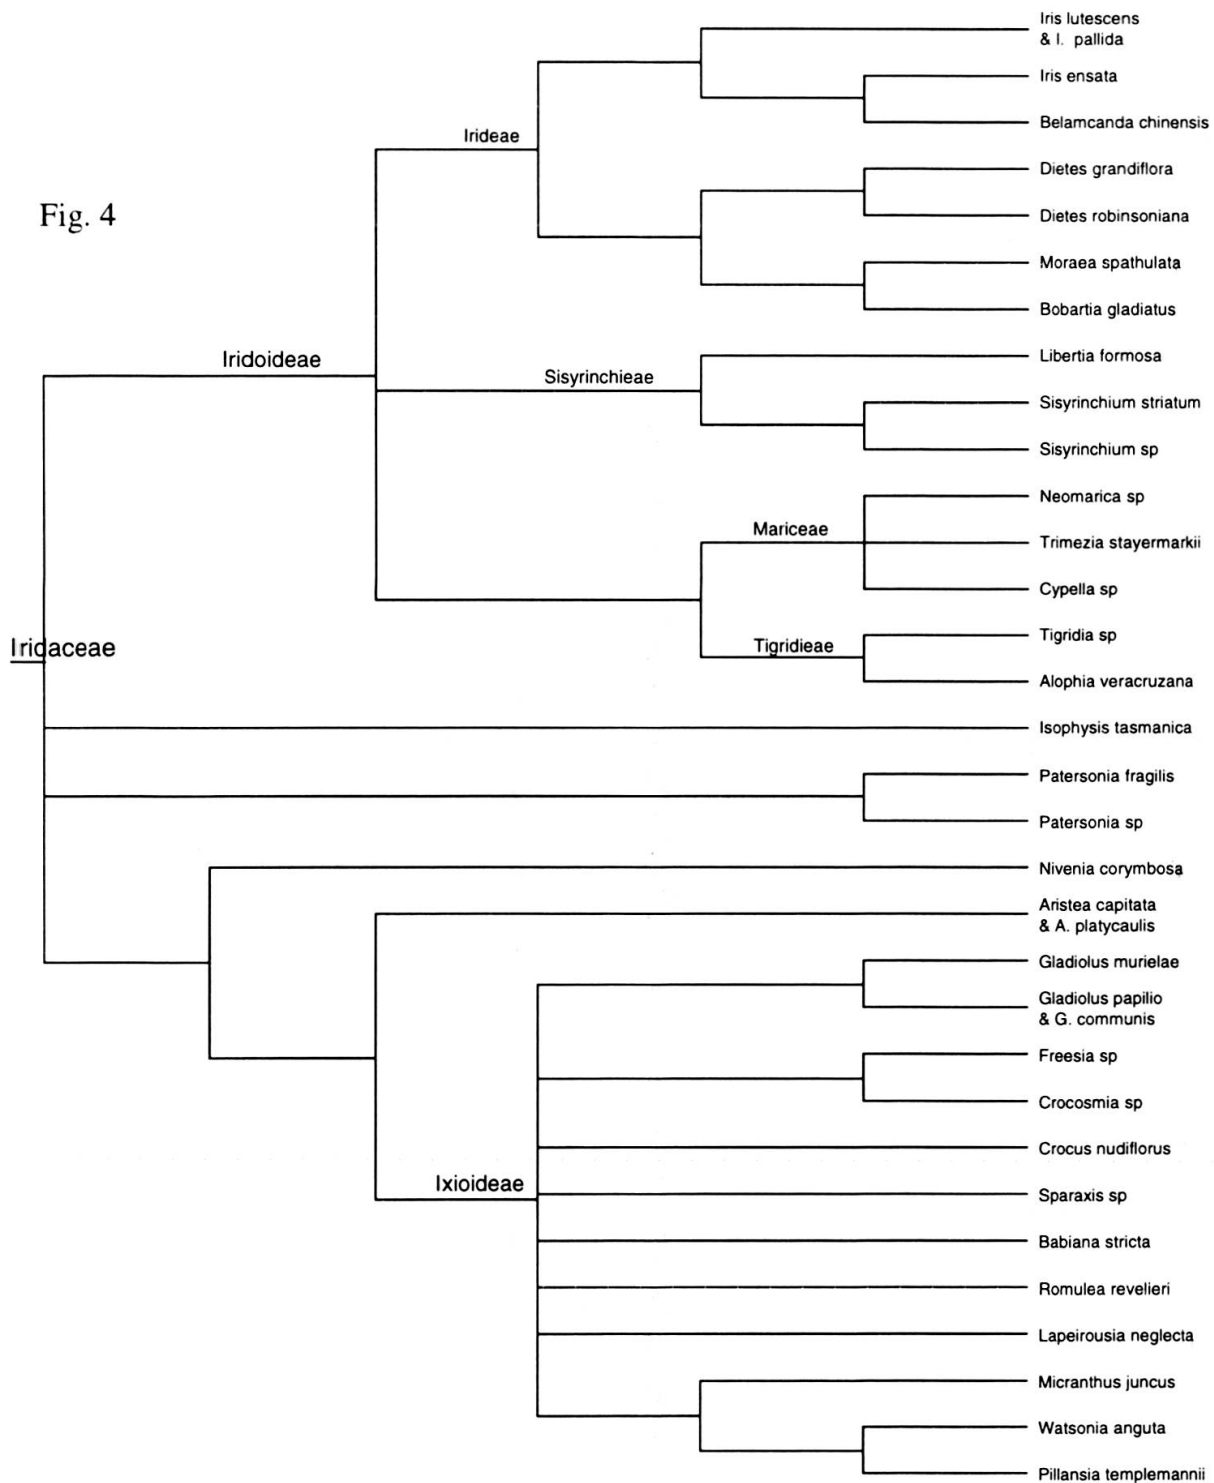 Iris lutescens
& I. pallida
Iris ensata
Irideae
Belamcanda chinensis
Dietes grandiflora
Fig. 4
Dietes robinsoniana
Moraea spathulata
Bobartia gladiatus
Iridoideae
Libertia formosa
Sisyrinchieae
Sisyrinchium striatum
Sisyrinchium sp
Neomarica sp
Mariceae
Trimezia stayermarkii
Cypella sp
Iridaceae
Tigridia sp
Tigridieae
Alophia veracruzana
Isophysis tasmanica
Patersonia fragilis
Patersonia sp
Nivenia corymbosa
Aristea capitata
& A. platycaulis
Gladiolus murielae
Gladiolus papilio
& G. communis
Freesia sp
Crocosmia sp
Crocus nudiflorus
Ixioideae
Sparaxis sp
Babiana stricta
Romulea revelieri
Lapeirousia neglecta
Micranthus juncus
Watsonia anguta
Pillansia templemannii